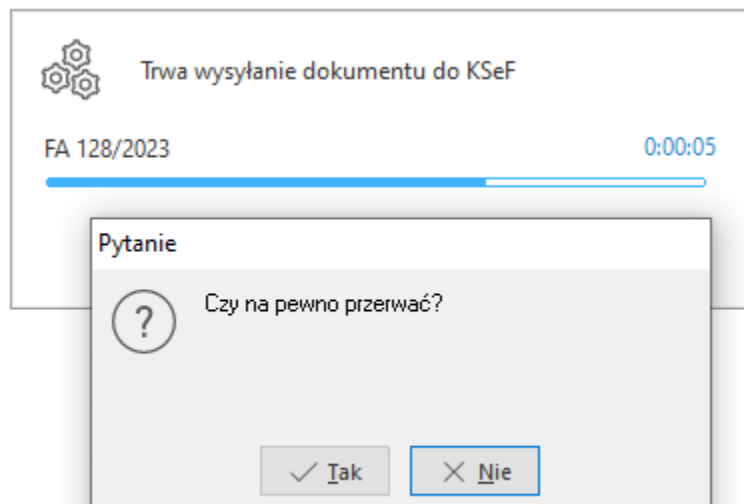 Trwa wysyłanie dokumentu do KSeF
FA 128/2023 0:00:05
Pytanie
Czy na pewno przerwać?
Tak Nie